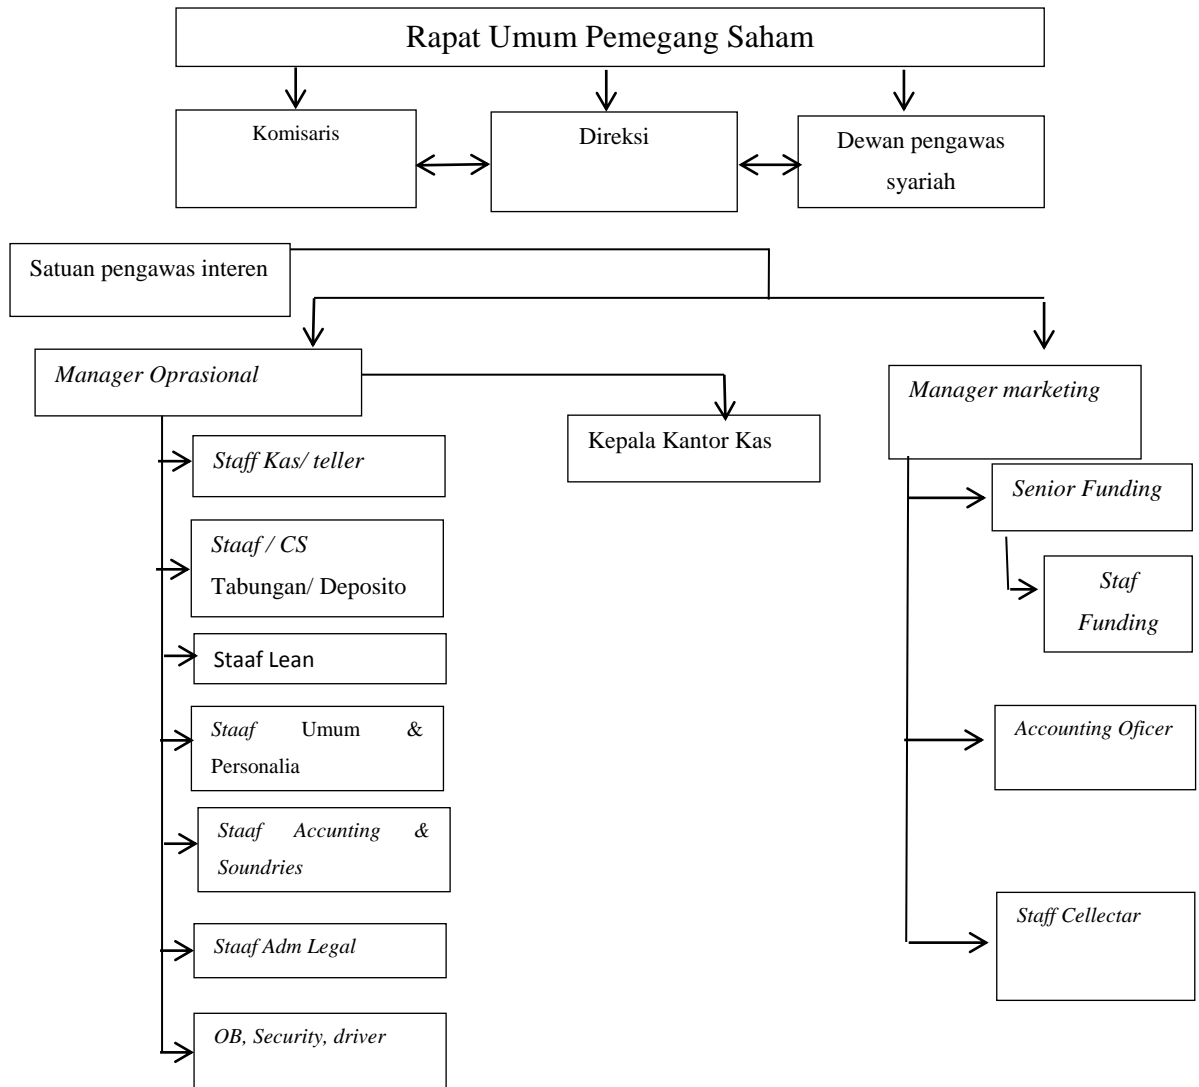 Rapat Umum Pemegang Saham
Komisaris
Direksi
Dewan pengawas
syariah
Satuan pengawas interen
Manager Oprasional
Manager marketing
Kepala Kantor Kas
Staff Kas/ teller
Senior Funding
Staaf / CS
Tabungan/ Deposito
Staf
Funding
Staaf Lean
Staaf Umum &
Personalia
Accounting Oficer
Staaf Accunting &
Soundries
Staff Cellectar
Staaf Adm Legal
OB, Security, driver